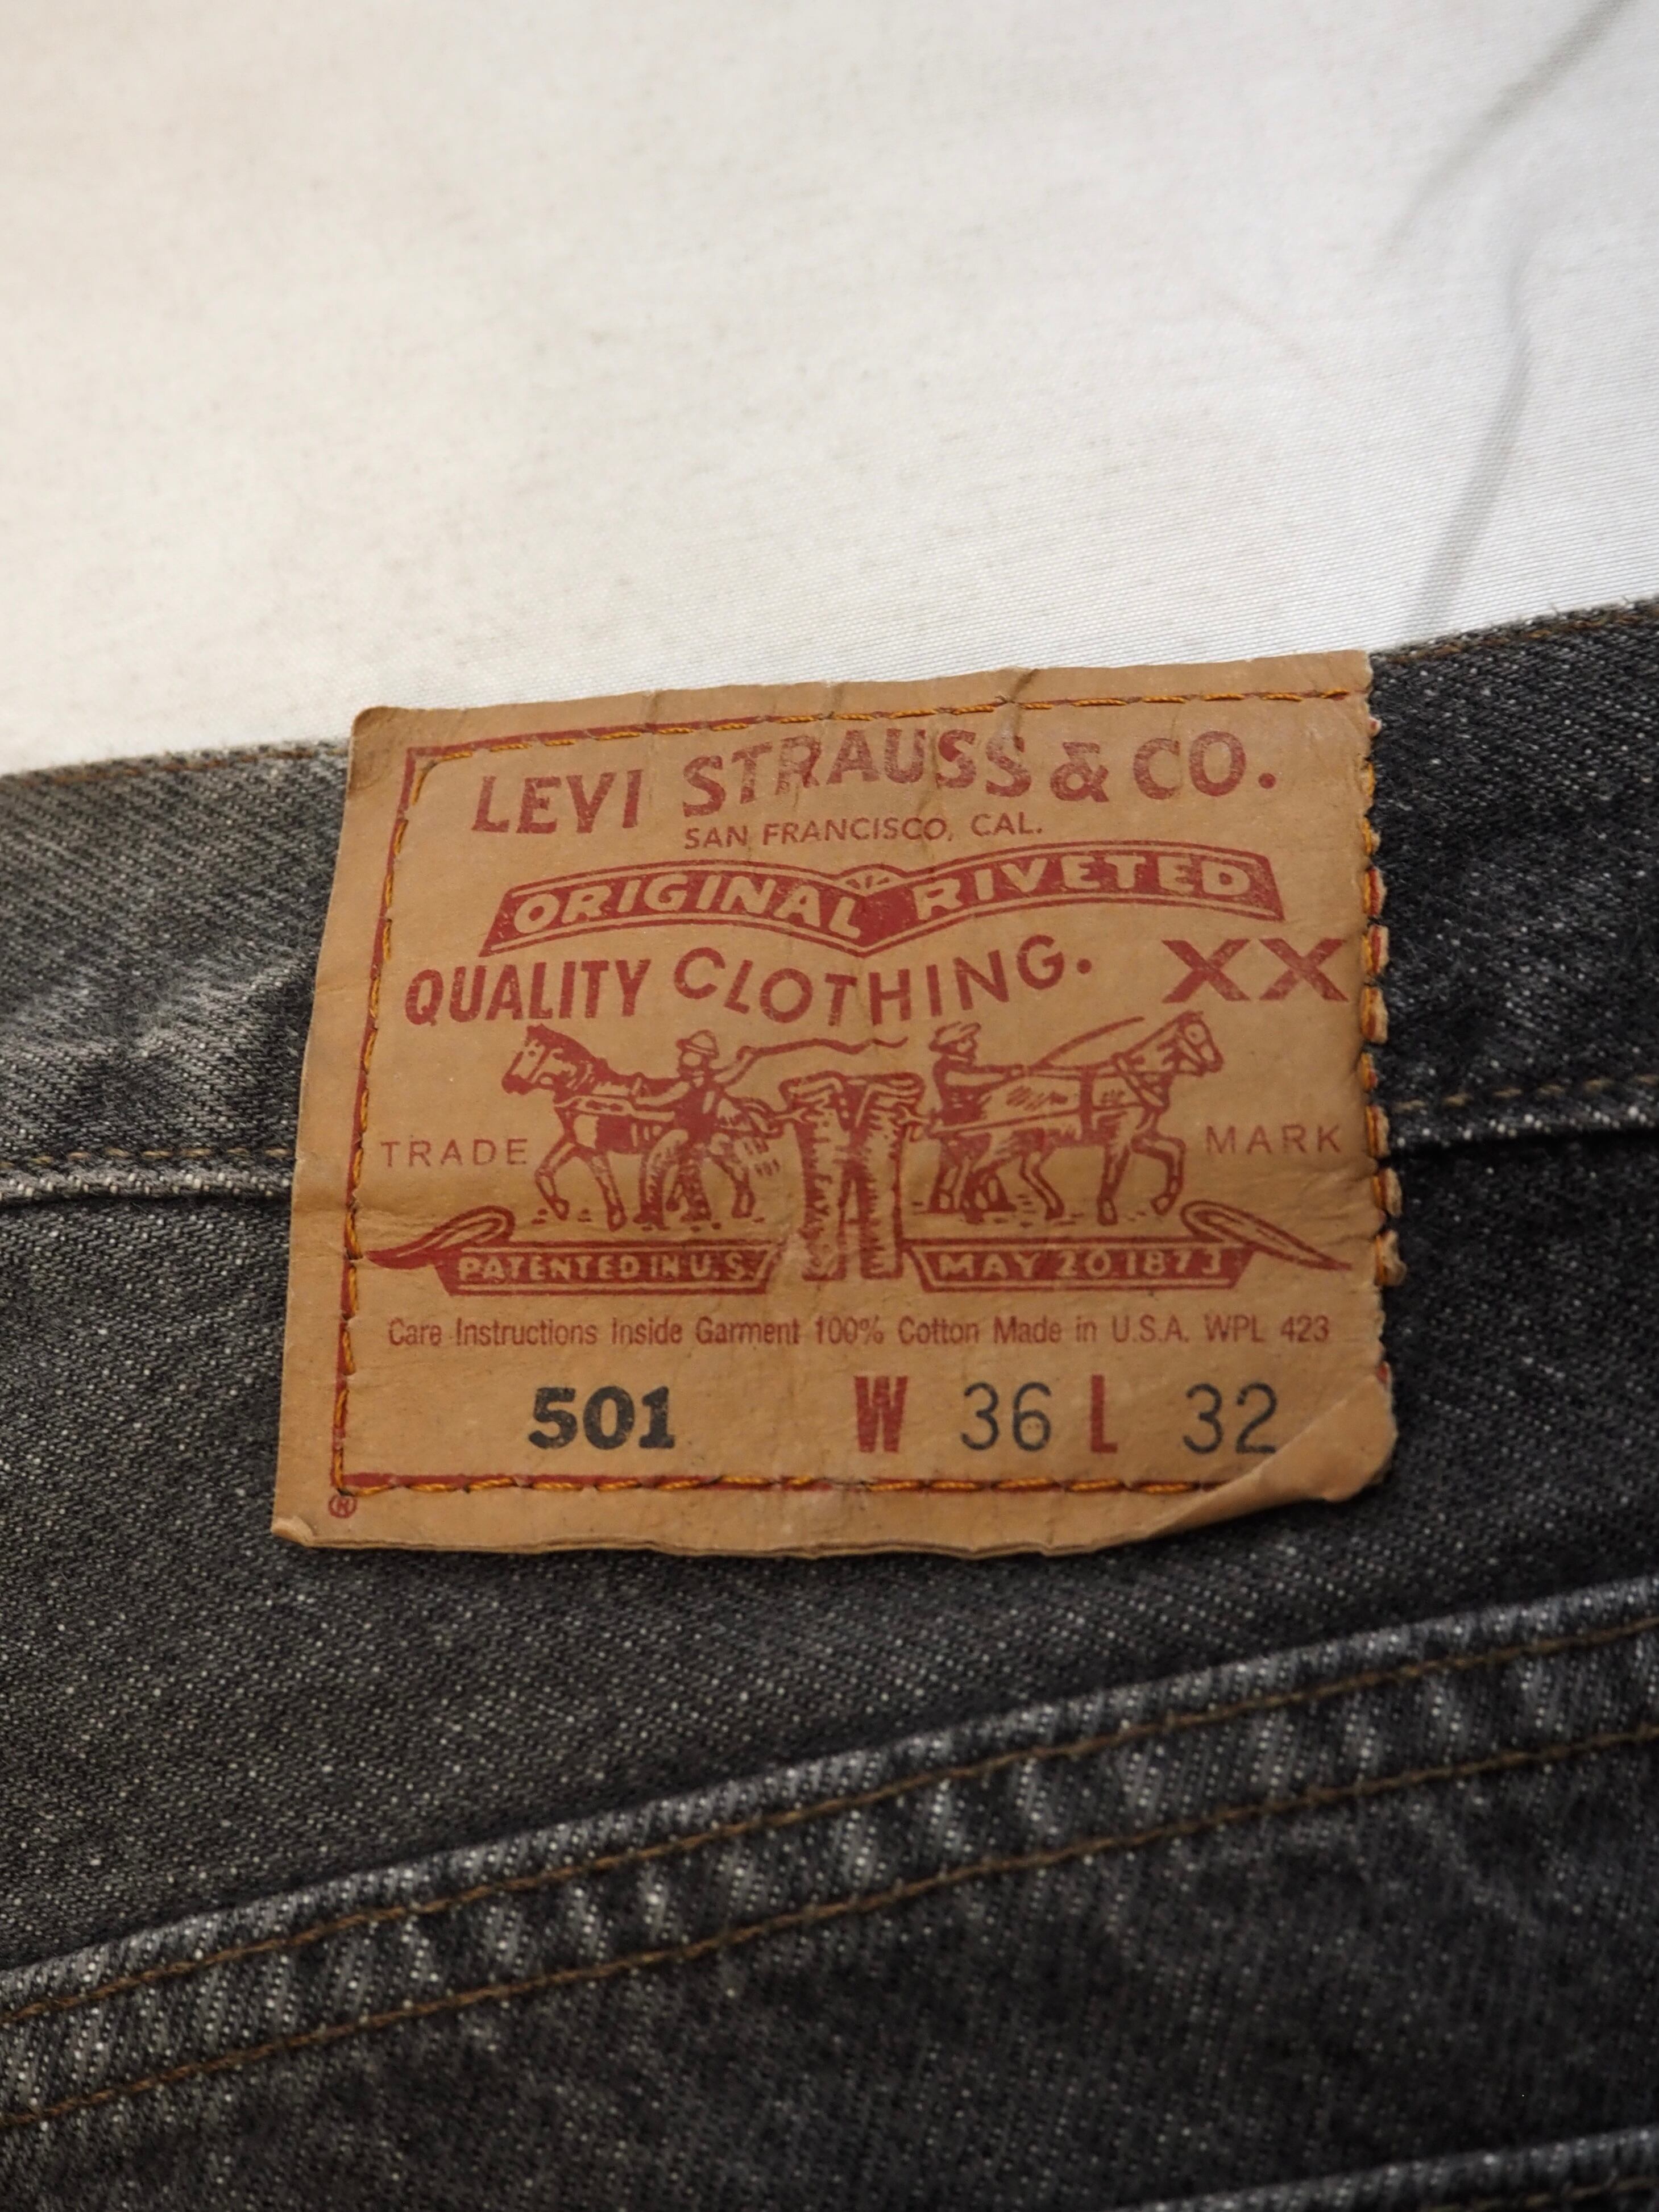 LEVI STRAUSS & CO.
SAN FRANCISCO, CAL.
ORIGINAL RIVETED
QUALITY CLOTHING. XX
TRADE MARK
PATENTED IN U.S. MAY 20 1873
Care Instructions Inside Garment 100% Cotton Made in U.S.A. WPL 423
501 W 36 L 32
®